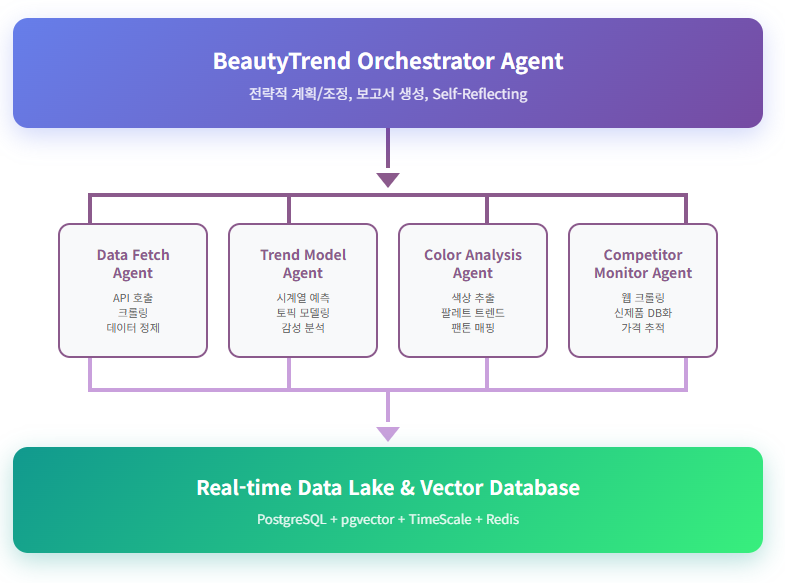 BeautyTrend Orchestrator Agent
전략적 계획/조정, 보고서 생성, Self-Reflecting
Data Fetch
Agent
API 호출
크롤링
데이터 정제
Trend Model
Agent
시계열 예측
토픽 모델링
감성 분석
Color Analysis
Agent
색상 추출
팔레트 트렌드
팬톤 매핑
Competitor
Monitor Agent
웹 크롤링
신제품 DB화
가격 추적
Real-time Data Lake & Vector Database
PostgreSQL + pgvector + TimeScale + Redis